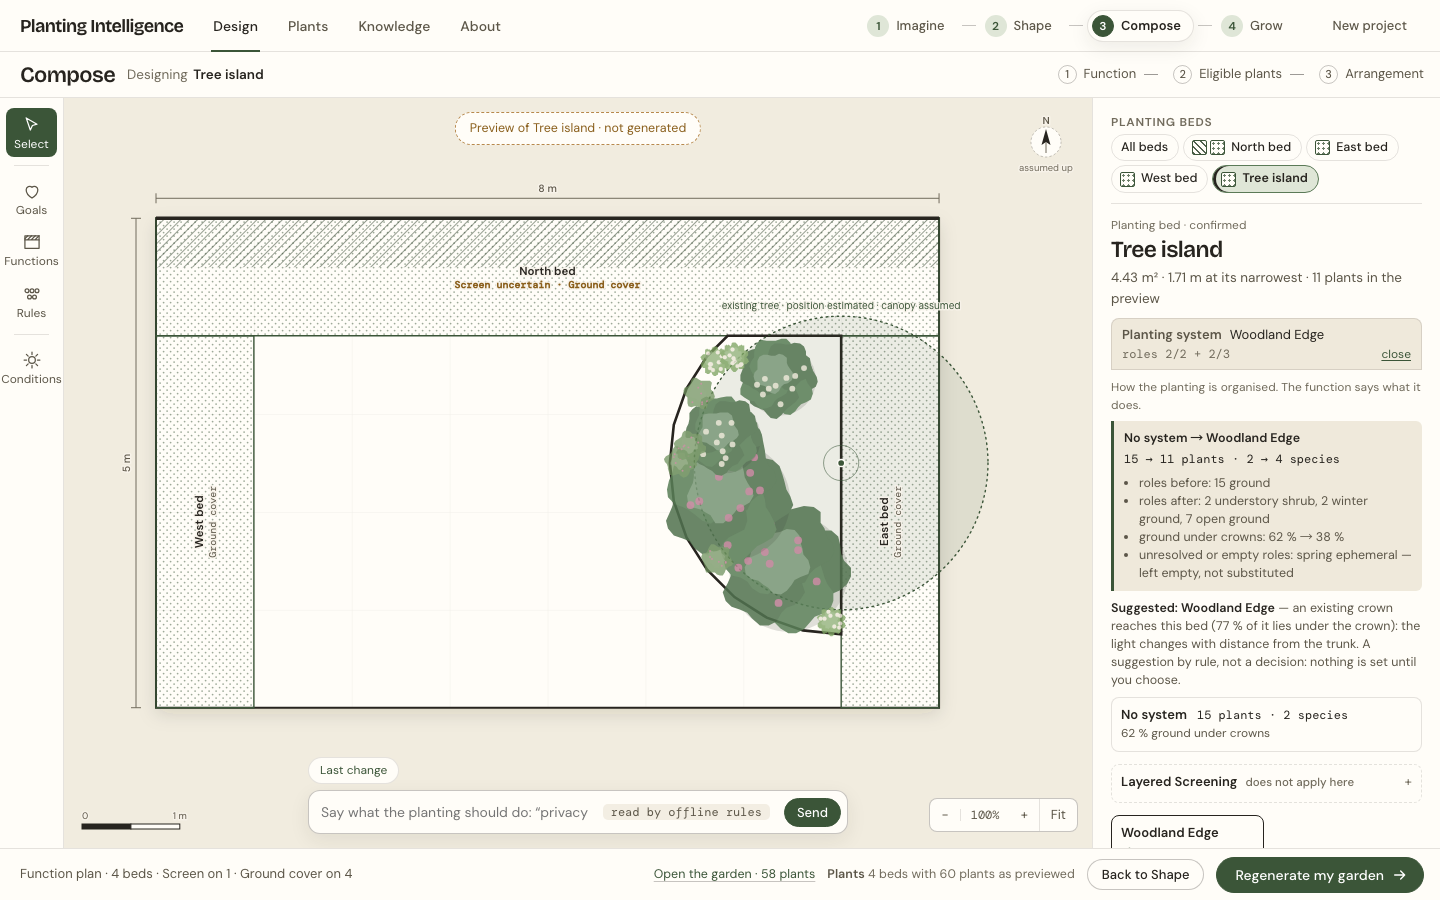 Planting Intelligence
Design
Plants
Knowledge
About
1 Imagine
2 Shape
3 Compose
4 Grow
New project
Compose
Designing Tree island
1 Function
2 Eligible plants
3 Arrangement
Select
Goals
Functions
Rules
Conditions
Preview of Tree island · not generated
N
assumed up
8 m
5 m
North bed
Screen uncertain · Ground cover
existing tree · position estimated · canopy assumed
West bed
Ground cover
East bed
Ground cover
Last change
Say what the planting should do: “privacy
read by offline rules
Send
0 1 m
− 100% + Fit
PLANTING BEDS
All beds
North bed
East bed
West bed
Tree island
Planting bed · confirmed
Tree island
4.43 m² · 1.71 m at its narrowest · 11 plants in the
preview
Planting system Woodland Edge
roles 2/2 + 2/3
close
How the planting is organised. The function says what it
does.
No system → Woodland Edge
15 → 11 plants · 2 → 4 species
• roles before: 15 ground
• roles after: 2 understory shrub, 2 winter
ground, 7 open ground
• ground under crowns: 62 % → 38 %
• unresolved or empty roles: spring ephemeral —
left empty, not substituted
Suggested: Woodland Edge — an existing crown
reaches this bed (77 % of it lies under the crown): the
light changes with distance from the trunk. A
suggestion by rule, not a decision: nothing is set until
you choose.
No system 15 plants · 2 species
62 % ground under crowns
Layered Screening does not apply here +
Woodland Edge
Function plan · 4 beds · Screen on 1 · Ground cover on 4
Open the garden · 58 plants
Plants 4 beds with 60 plants as previewed
Back to Shape
Regenerate my garden →